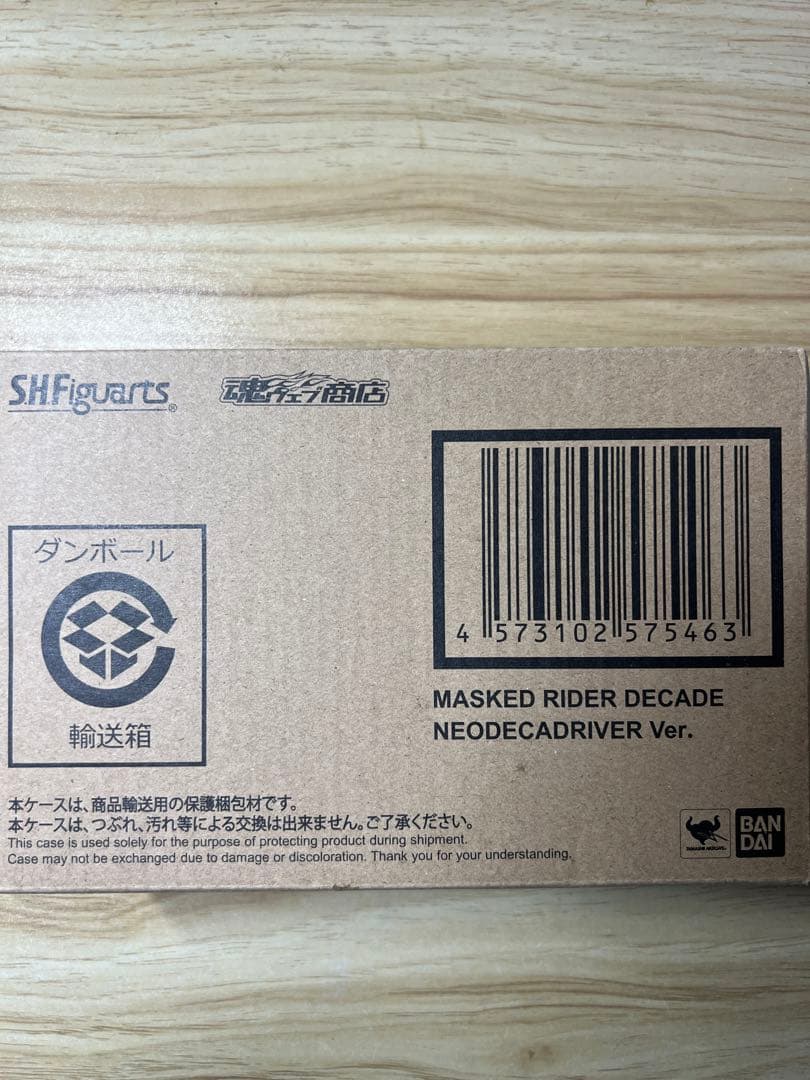 S.H.Figuarts®
魂ウェブ商店
4 573102 575463
MASKED RIDER DECADE
NEODECADRIVER Ver.
ダンボール
輸送箱
本ケースは、商品輸送用の保護梱包材です。
本ケースは、つぶれ、汚れ等による交換は出来ません。ご了承ください。
This case is used solely for the purpose of protecting product during shipment.
Case may not be exchanged due to damage or discoloration. Thank you for your understanding.
TAMASHII NATIONS
BAN
DAI